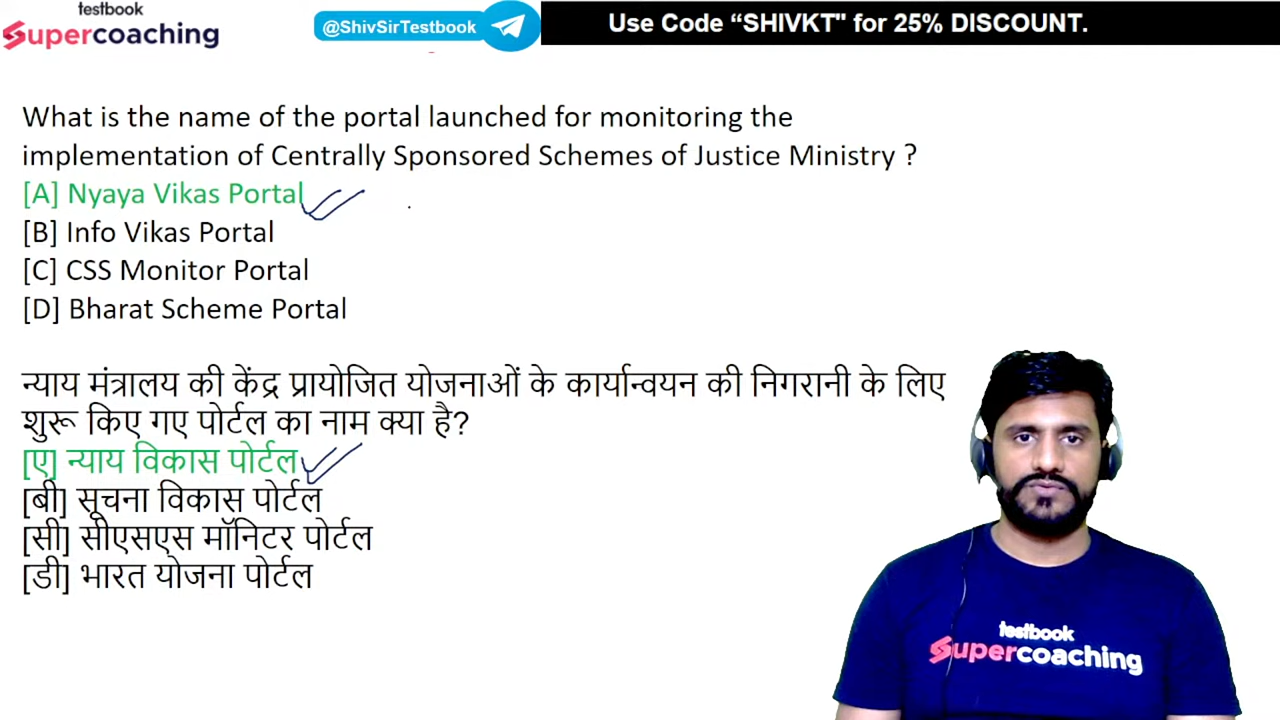 testbook
Supercoaching
@ShivSirTestbook
Use Code “SHIVKT" for 25% DISCOUNT.
What is the name of the portal launched for monitoring the
implementation of Centrally Sponsored Schemes of Justice Ministry ?
[A] Nyaya Vikas Portal
[B] Info Vikas Portal
[C] CSS Monitor Portal
[D] Bharat Scheme Portal
न्याय मंत्रालय की केंद्र प्रायोजित योजनाओं के कार्यान्वयन की निगरानी के लिए
शुरू किए गए पोर्टल का नाम क्या है?
[ए] न्याय विकास पोर्टल
[बी] सूचना विकास पोर्टल
[सी] सीएसएस मॉनिटर पोर्टल
[डी] भारत योजना पोर्टल
testbook
Supercoaching